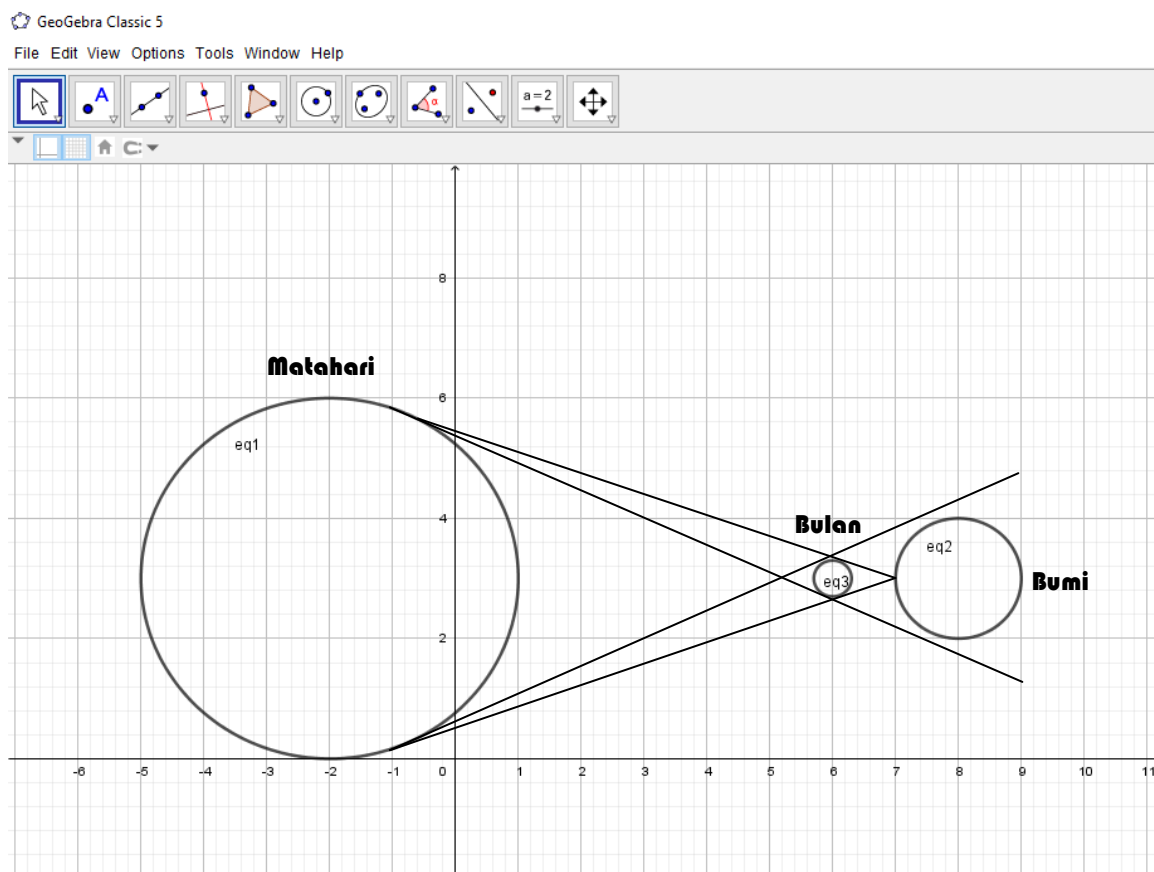 GeoGebra Classic 5
File Edit View Options Tools Window Help
A
α
a=2
8
Matahari
6
eq1
4
Bulan
eq2
eq3
Bumi
2
-6 -5 -4 -3 -2 -1 0 1 2 3 4 5 6 7 8 9 10 11